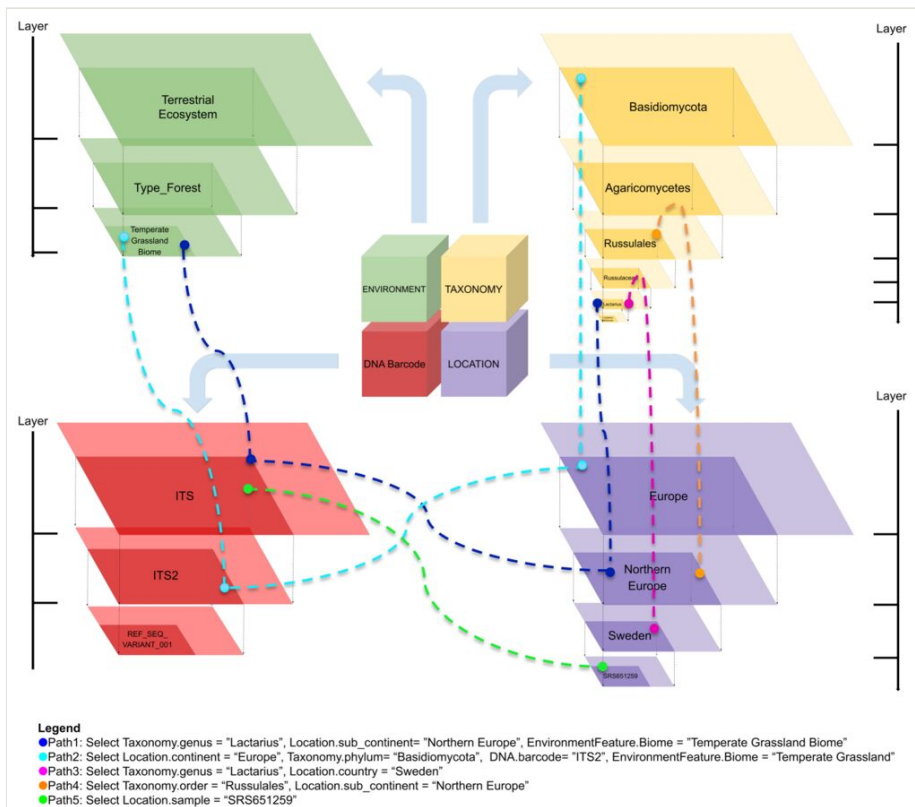 Layer
Layer
Terrestrial
Ecosystem
Basidiomycota
Type_Forest
Agaricomycetes
Temperate
Grassland
Biome
Russulales
Russulaceae
Lactarius
ENVIRONMENT
TAXONOMY
DNA Barcode
LOCATION
Layer
Layer
ITS
Europe
ITS2
Northern
Europe
REF_SEQ_
VARIANT_001
Sweden
SRS651259
Legend
Path1: Select Taxonomy.genus = “Lactarius”, Location.sub_continent= “Northern Europe”, EnvironmentFeature.Biome = “Temperate Grassland Biome”
Path2: Select Location.continent = “Europe”, Taxonomy.phylum= “Basidiomycota”, DNA.barcode= “ITS2”, EnvironmentFeature.Biome = “Temperate Grassland”
Path3: Select Taxonomy.genus = “Lactarius”, Location.country = “Sweden”
Path4: Select Taxonomy.order = “Russulales”, Location.sub_continent = “Northern Europe”
Path5: Select Location.sample = “SRS651259”